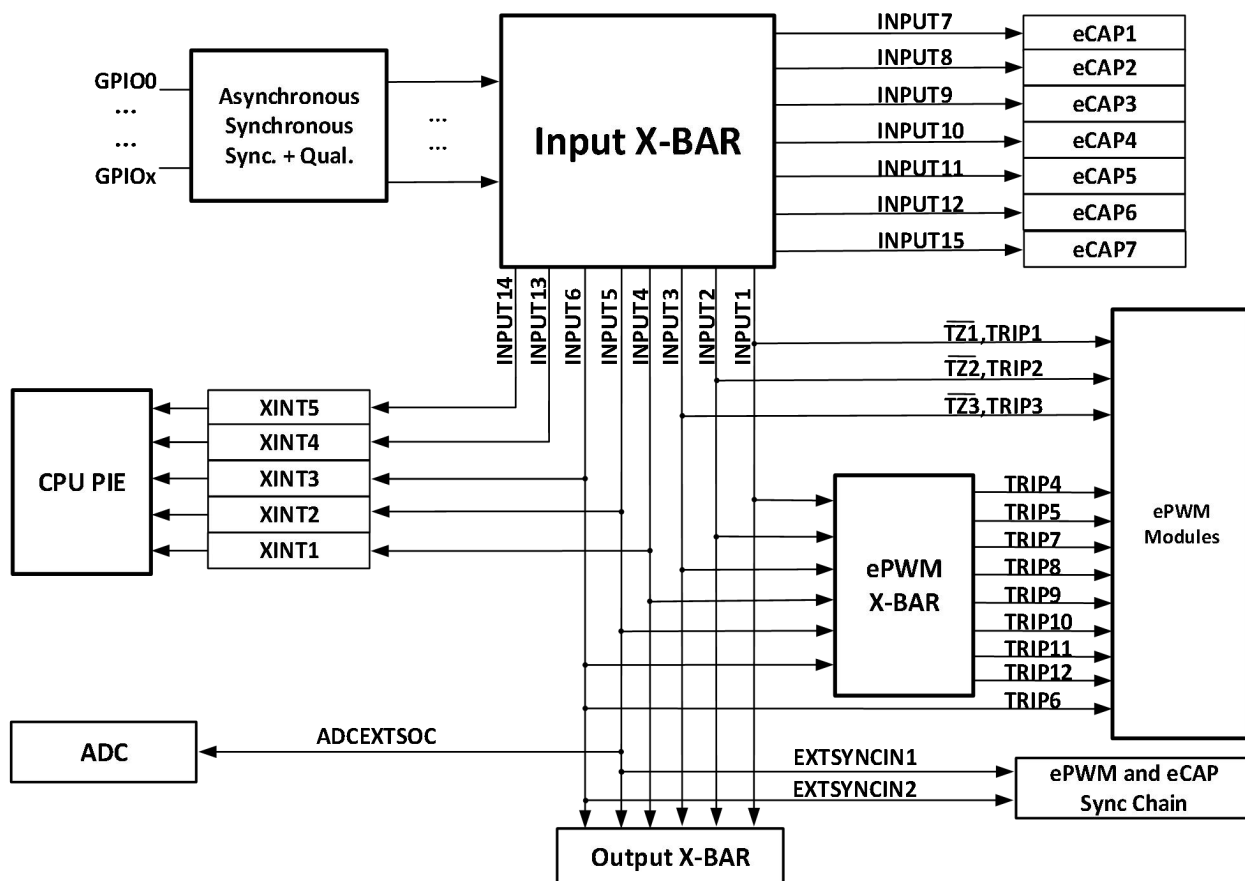 GPIO0
...
...
GPIOx
Asynchronous
Synchronous
Sync. + Qual.
...
...
Input X-BAR
INPUT7
INPUT8
INPUT9
INPUT10
INPUT11
INPUT12
INPUT15
eCAP1
eCAP2
eCAP3
eCAP4
eCAP5
eCAP6
eCAP7
INPUT14
INPUT13
INPUT6
INPUT5
INPUT4
INPUT3
INPUT2
INPUT1
T̅Z̅1̅,TRIP1
T̅Z̅2̅,TRIP2
T̅Z̅3̅,TRIP3
CPU PIE
XINT5
XINT4
XINT3
XINT2
XINT1
ePWM
X-BAR
TRIP4
TRIP5
TRIP7
TRIP8
TRIP9
TRIP10
TRIP11
TRIP12
TRIP6
ePWM
Modules
ADC
ADCEXTSOC
EXTSYNCIN1
EXTSYNCIN2
ePWM and eCAP
Sync Chain
Output X-BAR